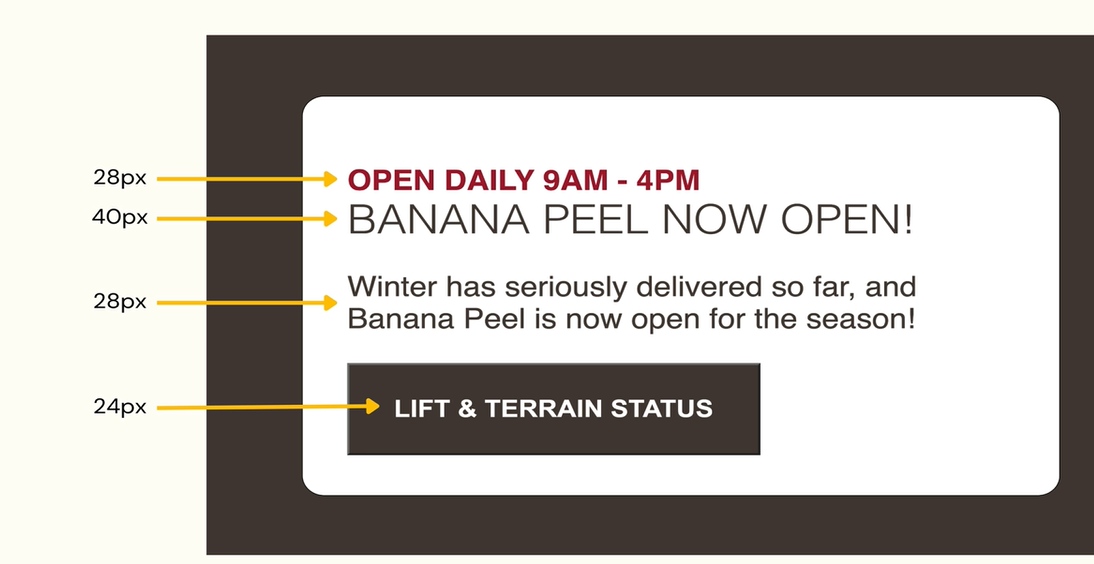 28px
OPEN DAILY 9AM - 4PM
40px
BANANA PEEL NOW OPEN!
28px
Winter has seriously delivered so far, and
Banana Peel is now open for the season!
24px
LIFT & TERRAIN STATUS